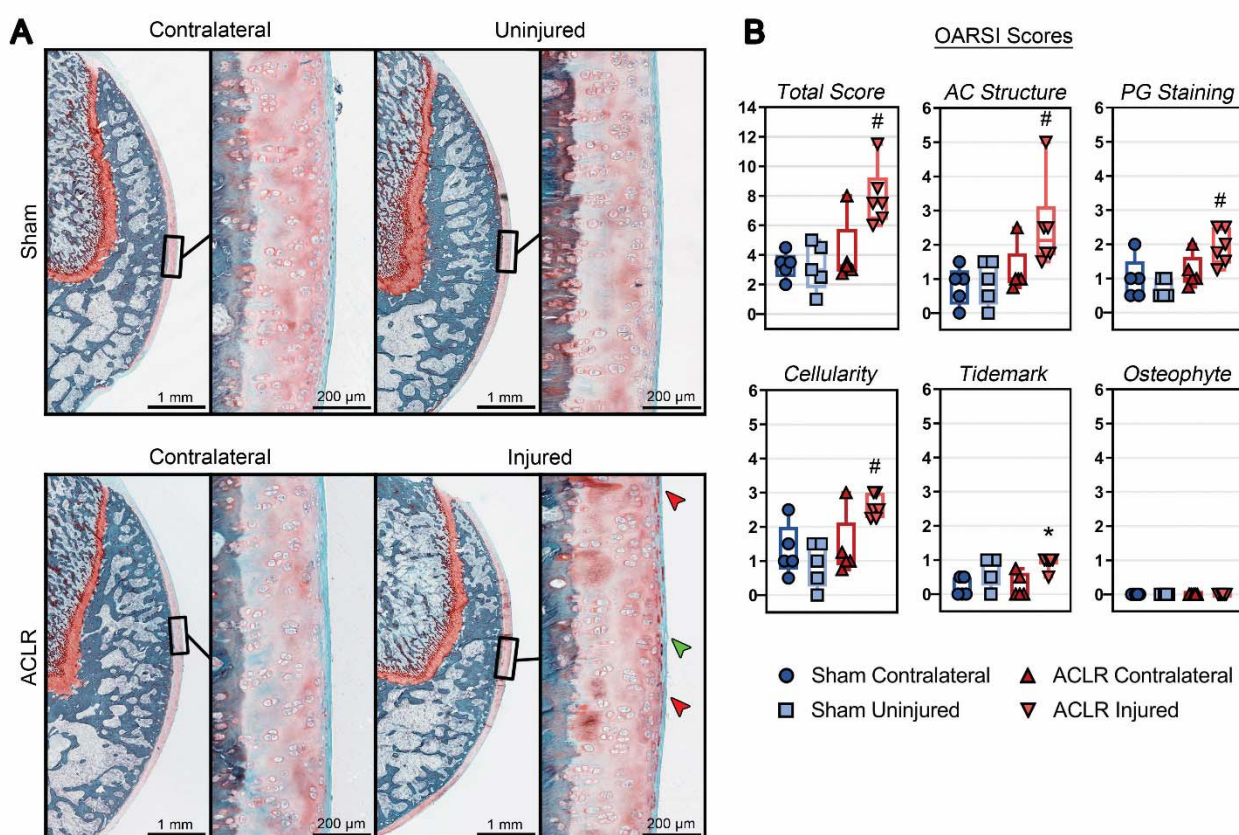 A
Contralateral
Uninjured
Sham
1 mm
200 µm
1 mm
200 µm
Contralateral
Injured
ACLR
1 mm
200 µm
1 mm
200 µm
B
OARSI Scores
Total Score
14
12
10
8
6
4
2
0
#
AC Structure
6
5
4
3
2
1
0
#
PG Staining
6
5
4
3
2
1
0
#
Cellularity
6
5
4
3
2
1
0
#
Tidemark
6
5
4
3
2
1
0
*
Osteophyte
6
5
4
3
2
1
0
Sham Contralateral
ACLR Contralateral
Sham Uninjured
ACLR Injured